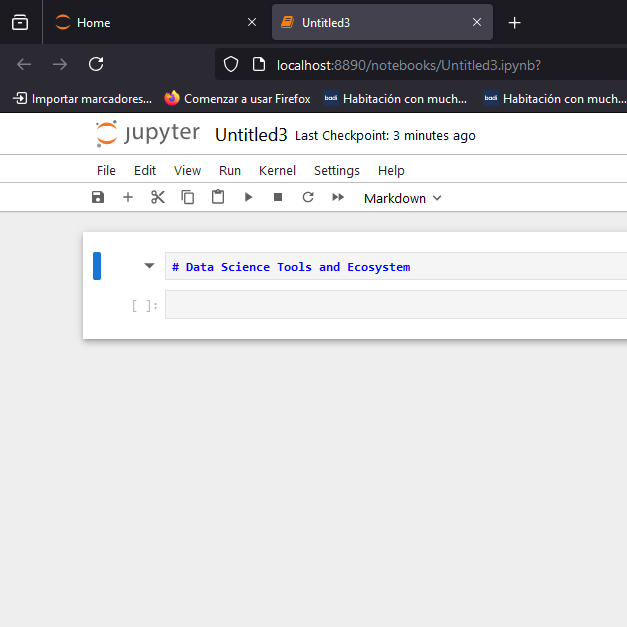 Home
Untitled3
localhost:8890/notebooks/Untitled3.ipynb?
Importar marcadores...
Comenzar a usar Firefox
badi Habitación con much...
badi Habitación con much...
jupyter Untitled3 Last Checkpoint: 3 minutes ago
File Edit View Run Kernel Settings Help
Markdown
# Data Science Tools and Ecosystem
[ ]: